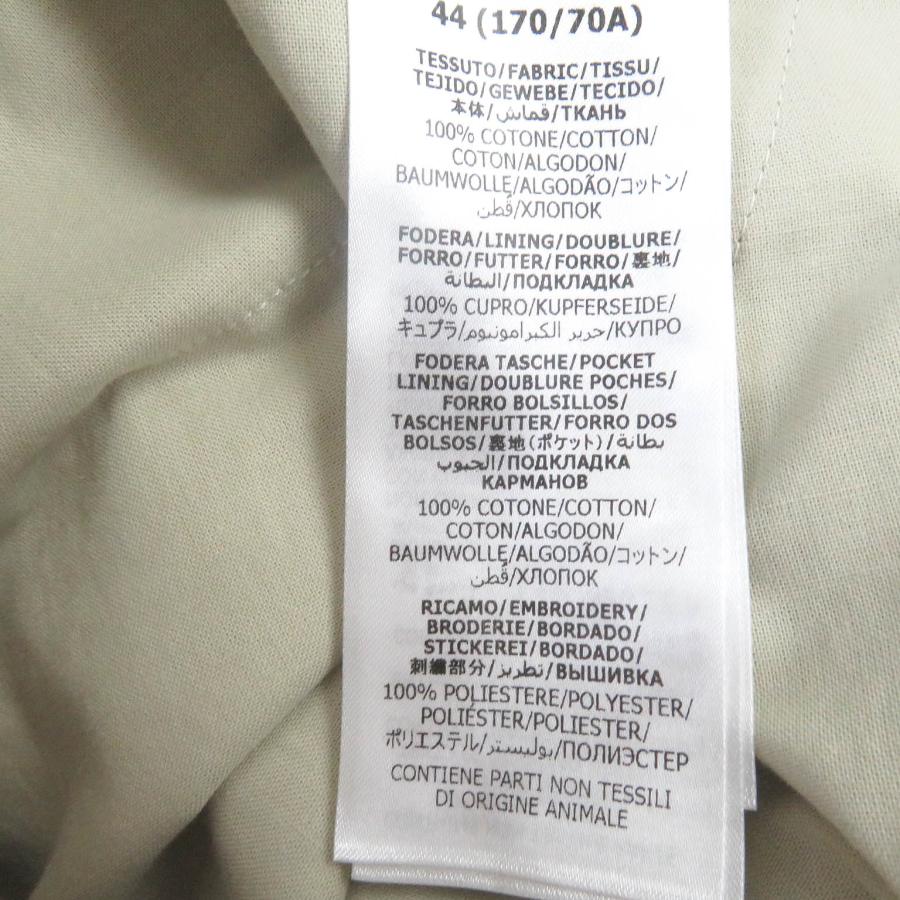 44 (170/70A)
TESSUTO/FABRIC/TISSU/
TEJIDO/GEWEBE/TECIDO/
本体/قماش/ТКАНЬ
100% COTONE/COTTON/
COTON/ALGODON/
BAUMWOLLE/ALGODÃO/コットン/
قُطن/ХЛОПОК
FODERA/LINING/DOUBLURE/
FORRO/FUTTER/FORRO/裏地/
البطانة/ПОДКЛАДКА
100% CUPRO/KUPFERSEIDE/
キュプラ/حرير الكبرامونيوم/КУПРО
FODERA TASCHE/POCKET
LINING/DOUBLURE POCHES/
FORRO BOLSILLOS/
TASCHENFUTTER/FORRO DOS
BOLSOS/裏地(ポケット)/بطانة
الجيوب/ПОДКЛАДКА
КАРМАНОВ
100% COTONE/COTTON/
COTON/ALGODON/
BAUMWOLLE/ALGODÃO/コットン/
قُطن/ХЛОПОК
RICAMO/EMBROIDERY/
BRODERIE/BORDADO/
STICKEREI/BORDADO/
刺繍部分/تطريز/ВЫШИВКА
100% POLIESTERE/POLYESTER/
POLIÉSTER/POLIESTER/
ポリエステル/بوليستر/ПОЛИЭСТЕР
CONTIENE PARTI NON TESSILI
DI ORIGINE ANIMALE